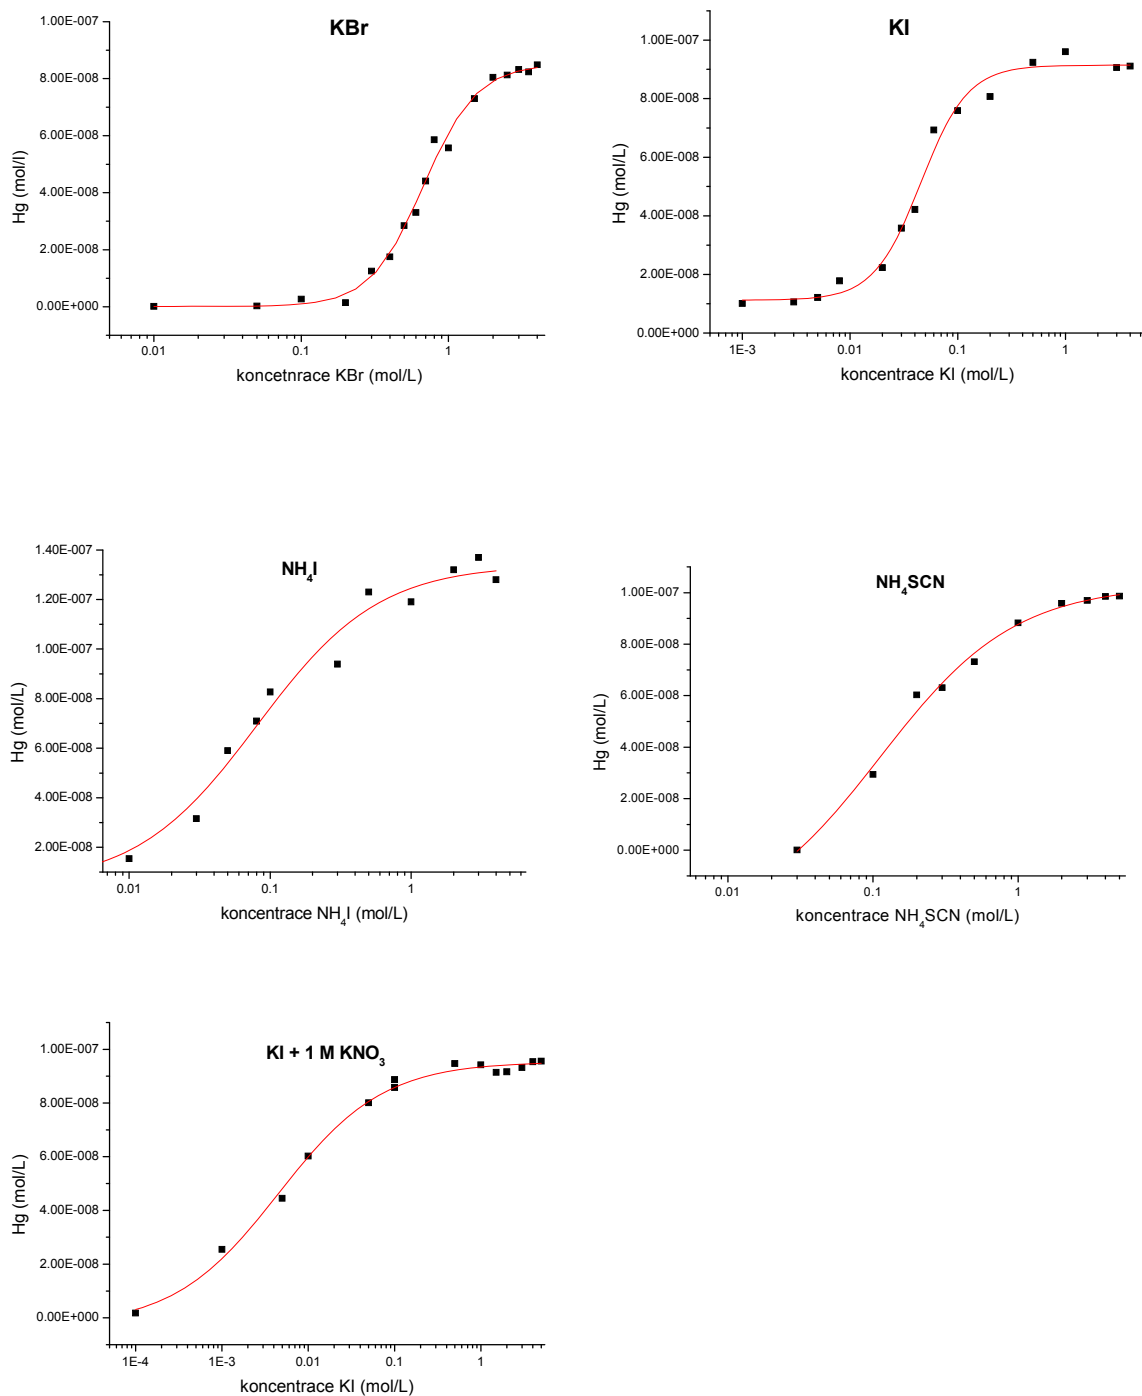 KBr
1.00E-007
8.00E-008
6.00E-008
4.00E-008
2.00E-008
0.00E+000
Hg (mol/l)
0.01
0.1
1
koncetnrace KBr (mol/L)
KI
1.00E-007
8.00E-008
6.00E-008
4.00E-008
2.00E-008
0.00E+000
Hg (mol/L)
1E-3
0.01
0.1
1
koncentrace KI (mol/L)
NH₄I
1.40E-007
1.20E-007
1.00E-007
8.00E-008
6.00E-008
4.00E-008
2.00E-008
Hg (mol/L)
0.01
0.1
1
koncentrace NH₄I (mol/L)
NH₄SCN
1.00E-007
8.00E-008
6.00E-008
4.00E-008
2.00E-008
0.00E+000
Hg (mol/L)
0.01
0.1
1
koncentrace NH₄SCN (mol/L)
KI + 1 M KNO₃
1.00E-007
8.00E-008
6.00E-008
4.00E-008
2.00E-008
0.00E+000
Hg (mol/L)
1E-4
1E-3
0.01
0.1
1
koncentrace KI (mol/L)